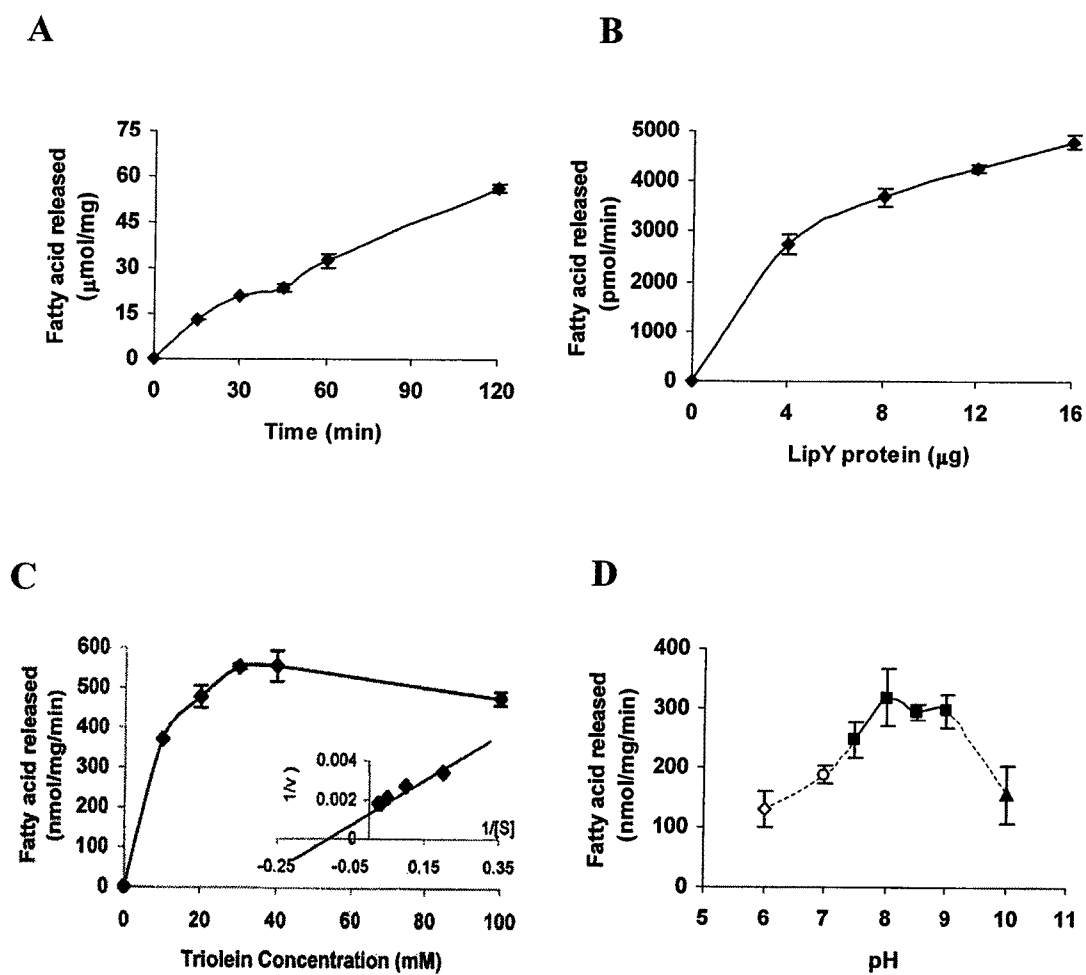 A
Fatty acid released
(μmol/mg)
75
60
45
30
15
0
0 30 60 90 120
Time (min)
B
Fatty acid released
(pmol/min)
5000
4000
3000
2000
1000
0
0 4 8 12 16
LipY protein (μg)
C
Fatty acid released
(nmol/mg/min)
600
500
400
300
200
100
0
0 20 40 60 80 100
Triolein Concentration (mM)
1/v )
0.004
0.002
0
1/[S]
-0.25 -0.05 0.15 0.35
D
Fatty acid released
(nmol/mg/min)
400
300
200
100
0
5 6 7 8 9 10 11
pH